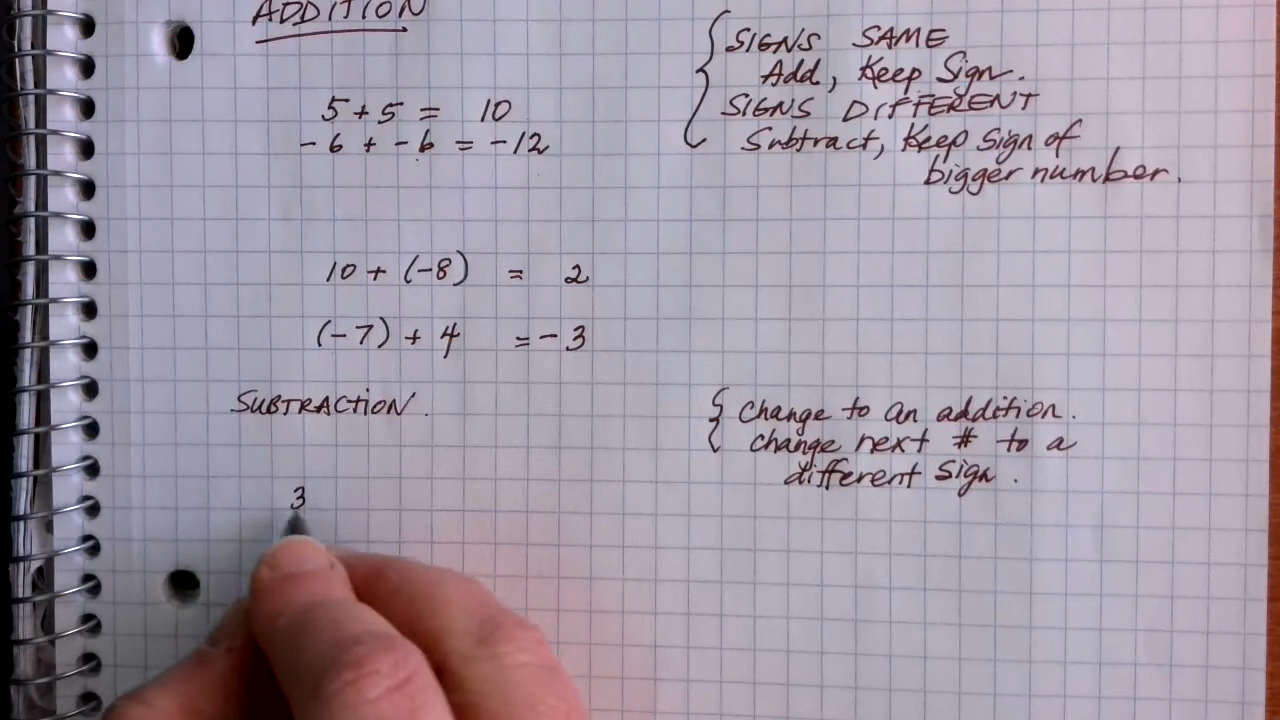 ADDITION
SIGNS SAME
Add, Keep Sign.
5 + 5 = 10
SIGNS DIFFERENT
-6 + -6 = -12
Subtract, Keep Sign of
bigger number.
10 + (-8) = 2
(-7) + 4 = -3
SUBTRACTION.
change to an addition.
change next # to a
different sign.
3